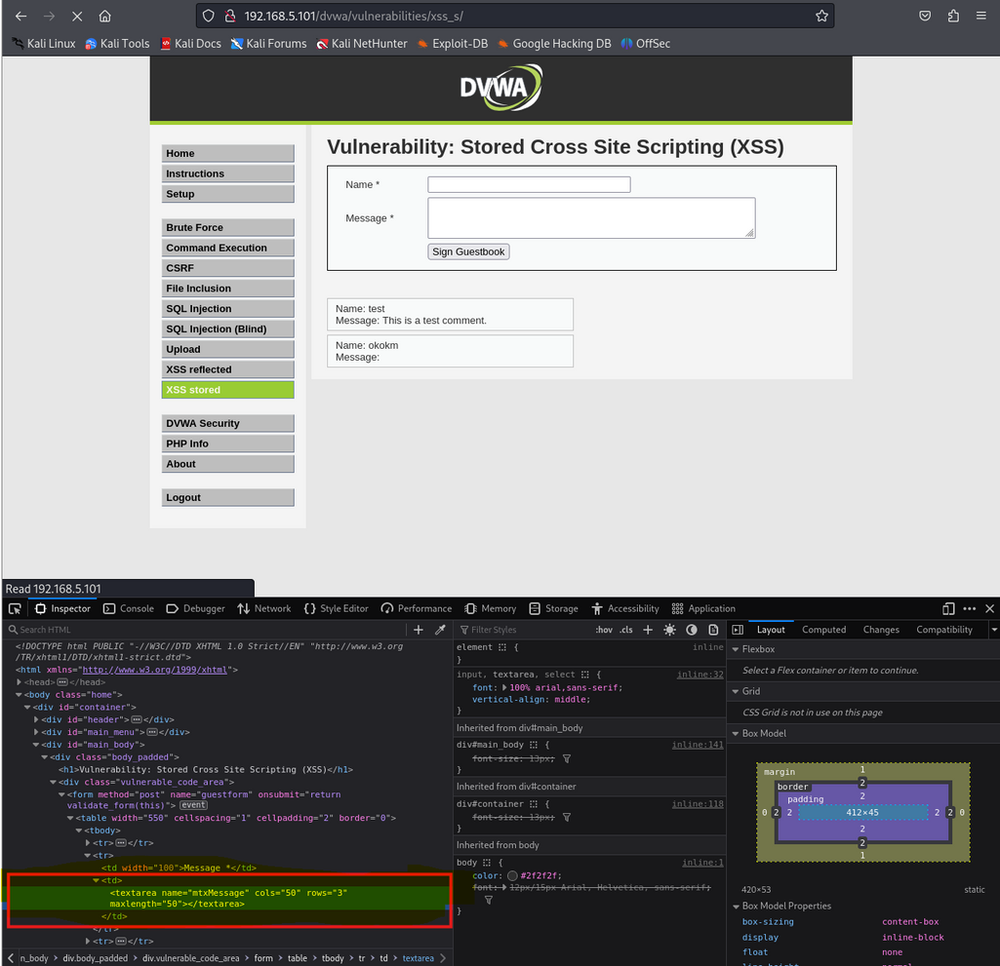 192.168.5.101/dvwa/vulnerabilities/xss_s/
Kali Linux Kali Tools Kali Docs Kali Forums Kali NetHunter Exploit-DB Google Hacking DB OffSec
DVWA
Home
Instructions
Setup
Brute Force
Command Execution
CSRF
File Inclusion
SQL Injection
SQL Injection (Blind)
Upload
XSS reflected
XSS stored
DVWA Security
PHP Info
About
Logout
Vulnerability: Stored Cross Site Scripting (XSS)
Name *
Message *
Sign Guestbook
Name: test
Message: This is a test comment.
Name: okokm
Message:
Read 192.168.5.101
Inspector Console Debugger Network Style Editor Performance Memory Storage Accessibility Application
Search HTML
<!DOCTYPE html PUBLIC "-//W3C//DTD XHTML 1.0 Strict//EN" "http://www.w3.org
/TR/xhtml1/DTD/xhtml1-strict.dtd">
<html xmlns="http://www.w3.org/1999/xhtml">
<head></head>
<body class="home">
<div id="container">
<div id="header"></div>
<div id="main_menu"></div>
<div id="main_body">
<div class="body_padded">
<h1>Vulnerability: Stored Cross Site Scripting (XSS)</h1>
<div class="vulnerable_code_area">
<form method="post" name="guestform" onsubmit="return
validate_form(this)"> event
<table width="550" cellspacing="1" cellpadding="2" border="0">
<tbody>
<tr></tr>
<tr>
<td width="100">Message *</td>
<td>
<textarea name="mtxMessage" cols="50" rows="3"
maxlength="50"></textarea>
</td>
</tr>
<tr></tr>
n_body > div.body_padded > div.vulnerable_code_area > form > table > tbody > tr > td > textarea
Filter Styles :hov .cls
element { inline
}
input, textarea, select { inline:32
font: 100% arial,sans-serif;
vertical-align: middle;
}
Inherited from div#main_body
div#main_body { inline:141
font-size: 13px;
}
Inherited from div#container
div#container { inline:118
font-size: 13px;
}
Inherited from body
body { inline:1
color: #2f2f2f;
font: 12px/15px Arial, Helvetica, sans-serif;
}
Layout Computed Changes Compatibility
Flexbox
Select a Flex container or item to continue.
Grid
CSS Grid is not in use on this page
Box Model
margin 1
border 2
padding 2
0 2 2 412×45 2 2 0
2
2
1
420×53 static
Box Model Properties
box-sizing content-box
display inline-block
float none